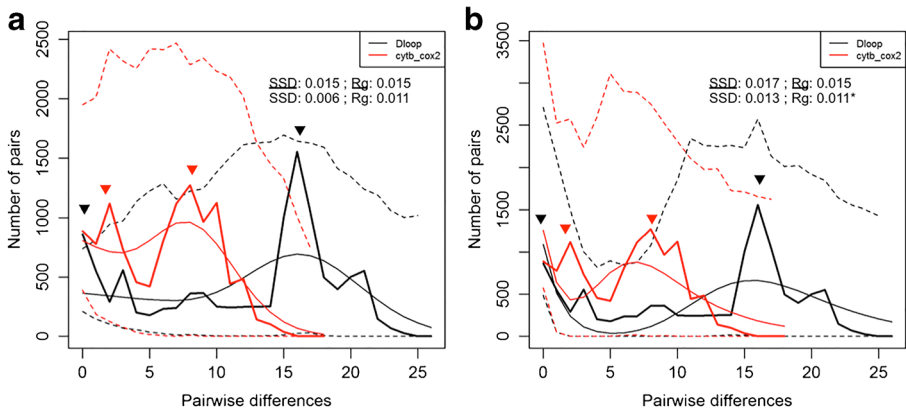 a
b
Dloop
cytb_cox2
SSD: 0.015 ; Rg: 0.015
SSD: 0.006 ; Rg: 0.011
Number of pairs
2500
2000
1500
1000
500
0
0 5 10 15 20 25
Pairwise differences
Dloop
cytb_cox2
SSD: 0.017 ; Rg: 0.015
SSD: 0.013 ; Rg: 0.011*
Number of pairs
3500
2500
1500
500
0
0 5 10 15 20 25
Pairwise differences